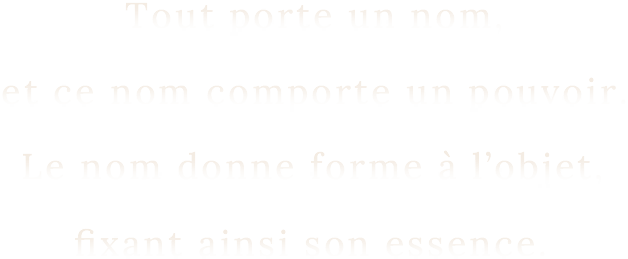 Tout porte un nom,
et ce nom comporte un pouvoir.
Le nom donne forme à l’objet,
fixant ainsi son essence.